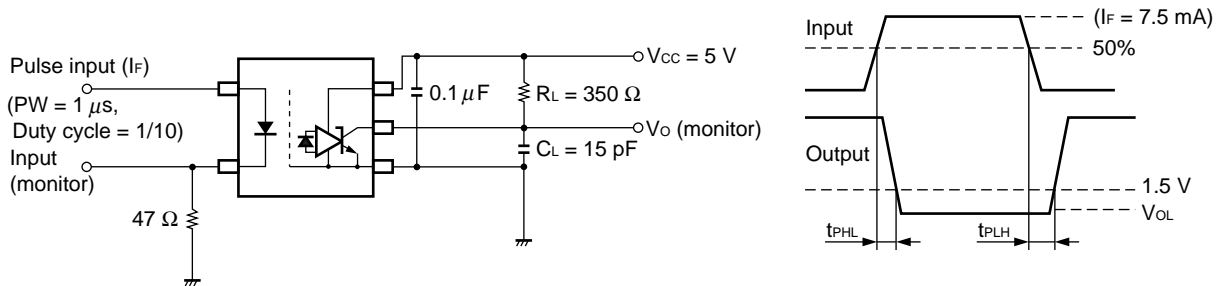 Pulse input (IF)
(PW = 1 μs,
Duty cycle = 1/10)
Input
(monitor)
47 Ω
0.1 μF
VCC = 5 V
RL = 350 Ω
VO (monitor)
CL = 15 pF
Input
(IF = 7.5 mA)
50%
Output
1.5 V
VOL
tPHL
tPLH